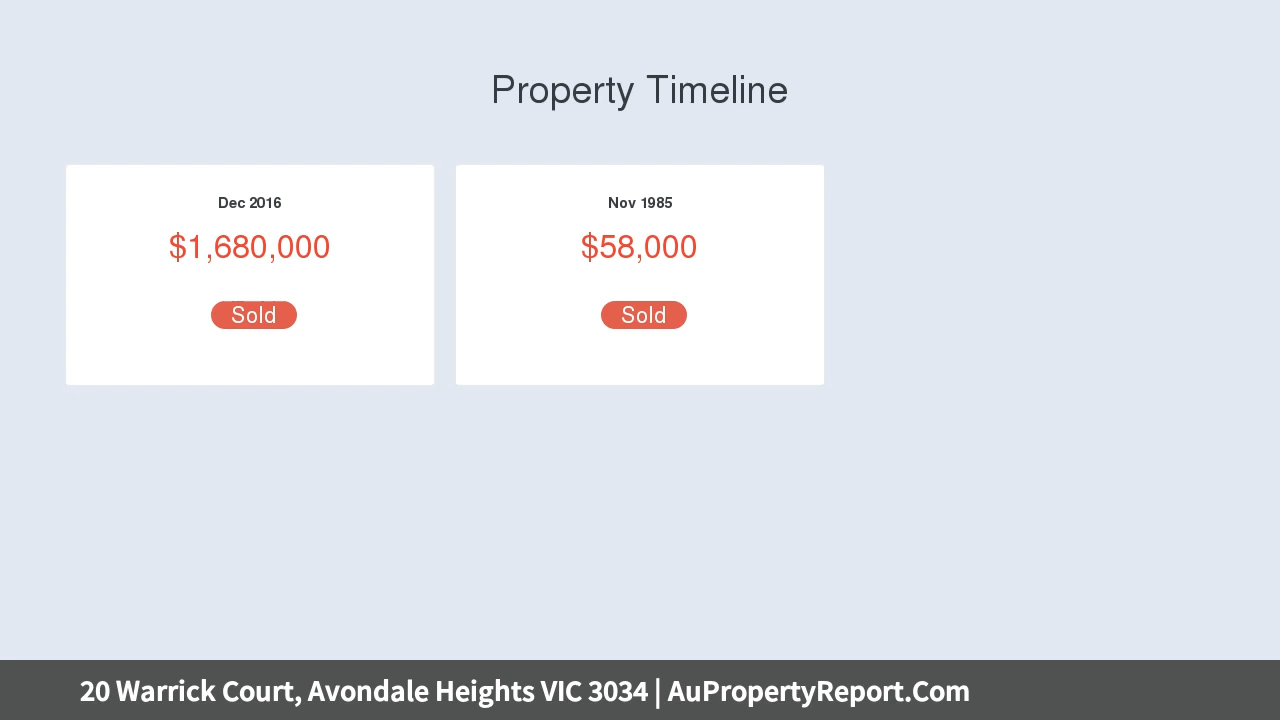 Property Timeline
Dec 2016
$1,680,000
Sold
Nov 1985
$58,000
Sold
20 Warrick Court, Avondale Heights VIC 3034 | AuPropertyReport.Com